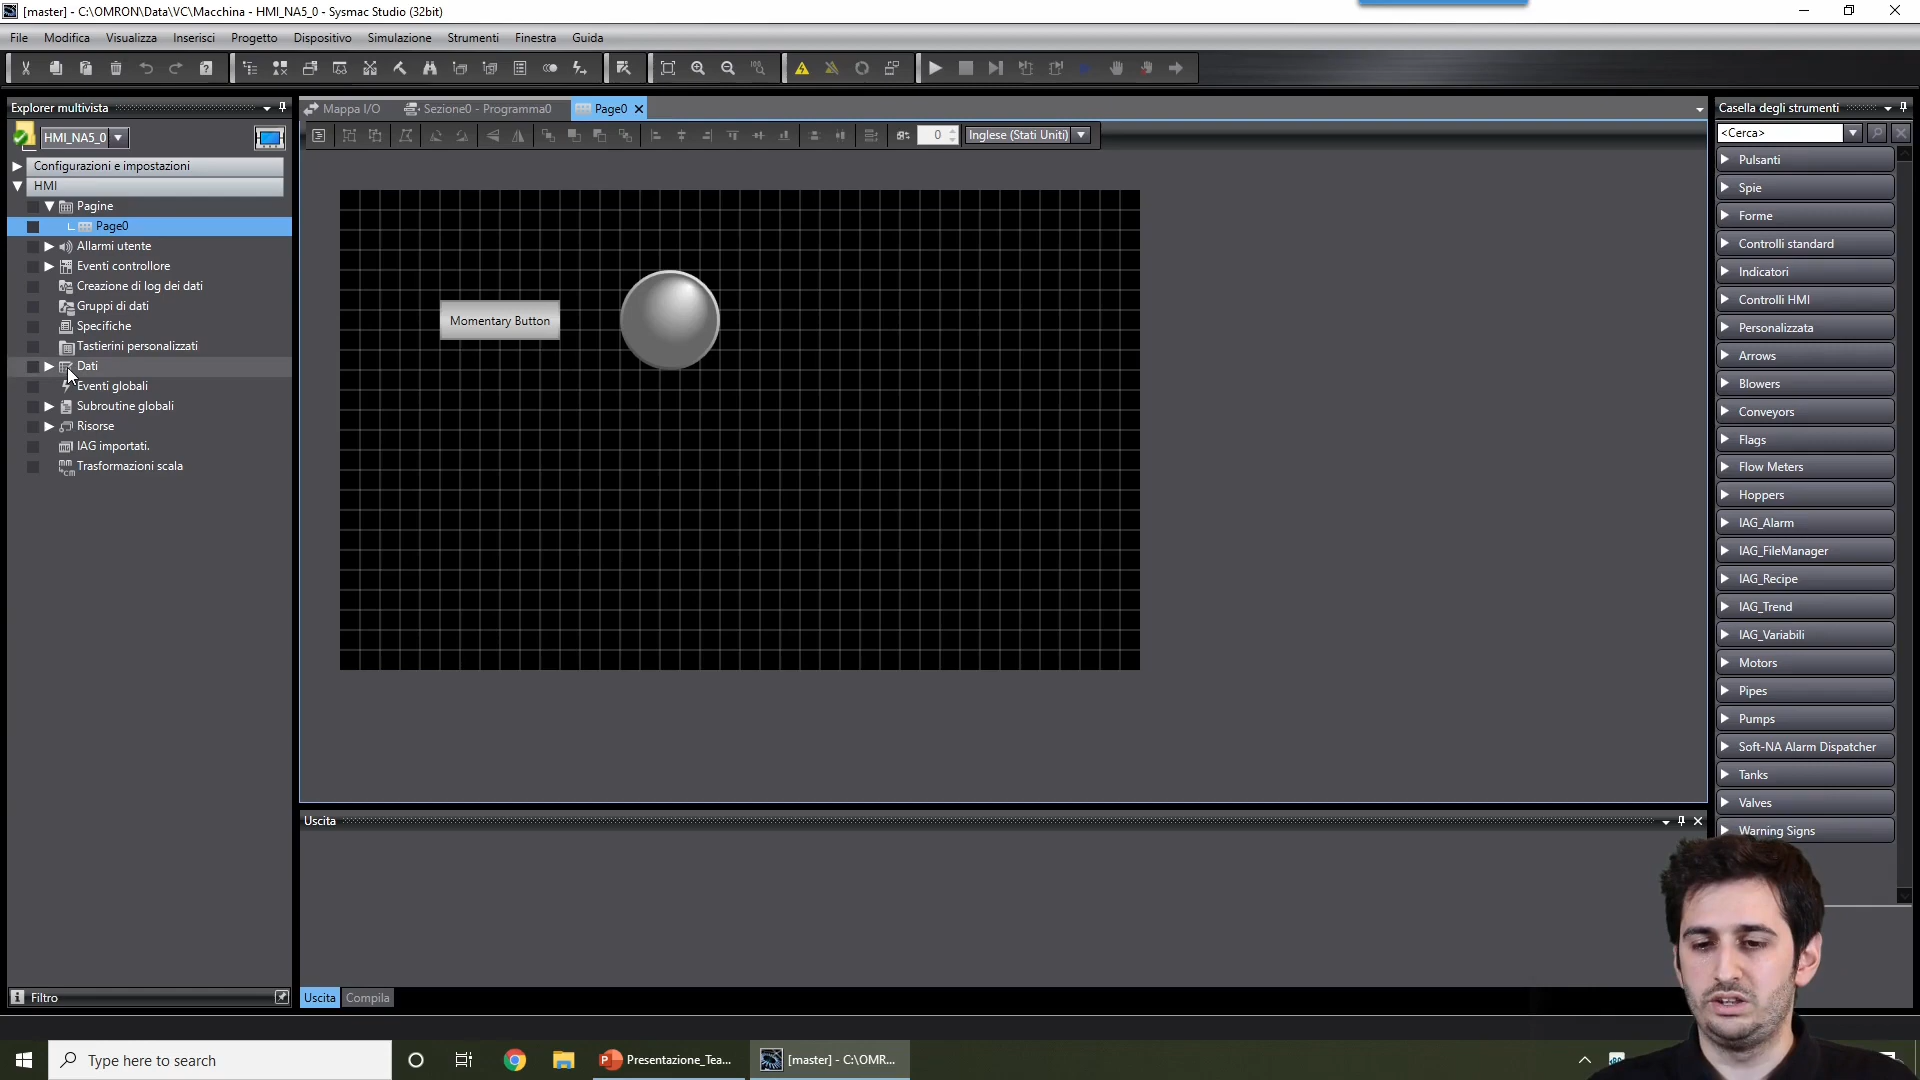 [master] - C:\OMRON\Data\VC\Macchina - HMI_NA5_0 - Sysmac Studio (32bit)
File Modifica Visualizza Inserisci Progetto Dispositivo Simulazione Strumenti Finestra Guida
Explorer multivista
HMI_NA5_0
Configurazioni e impostazioni
HMI
Pagine
Page0
Allarmi utente
Eventi controllore
Creazione di log dei dati
Gruppi di dati
Specifiche
Tastierini personalizzati
Dati
Eventi globali
Subroutine globali
Risorse
IAG importati.
Trasformazioni scala
Filtro
Mappa I/O Sezione0 - Programma0 Page0
0 Inglese (Stati Uniti)
Momentary Button
Uscita
Uscita Compila
Casella degli strumenti
<Cerca>
Pulsanti
Spie
Forme
Controlli standard
Indicatori
Controlli HMI
Personalizzata
Arrows
Blowers
Conveyors
Flags
Flow Meters
Hoppers
IAG_Alarm
IAG_FileManager
IAG_Recipe
IAG_Trend
IAG_Variabili
Motors
Pipes
Pumps
Soft-NA Alarm Dispatcher
Tanks
Valves
Warning Signs
Type here to search
Presentazione_Tea...
[master] - C:\OMR...